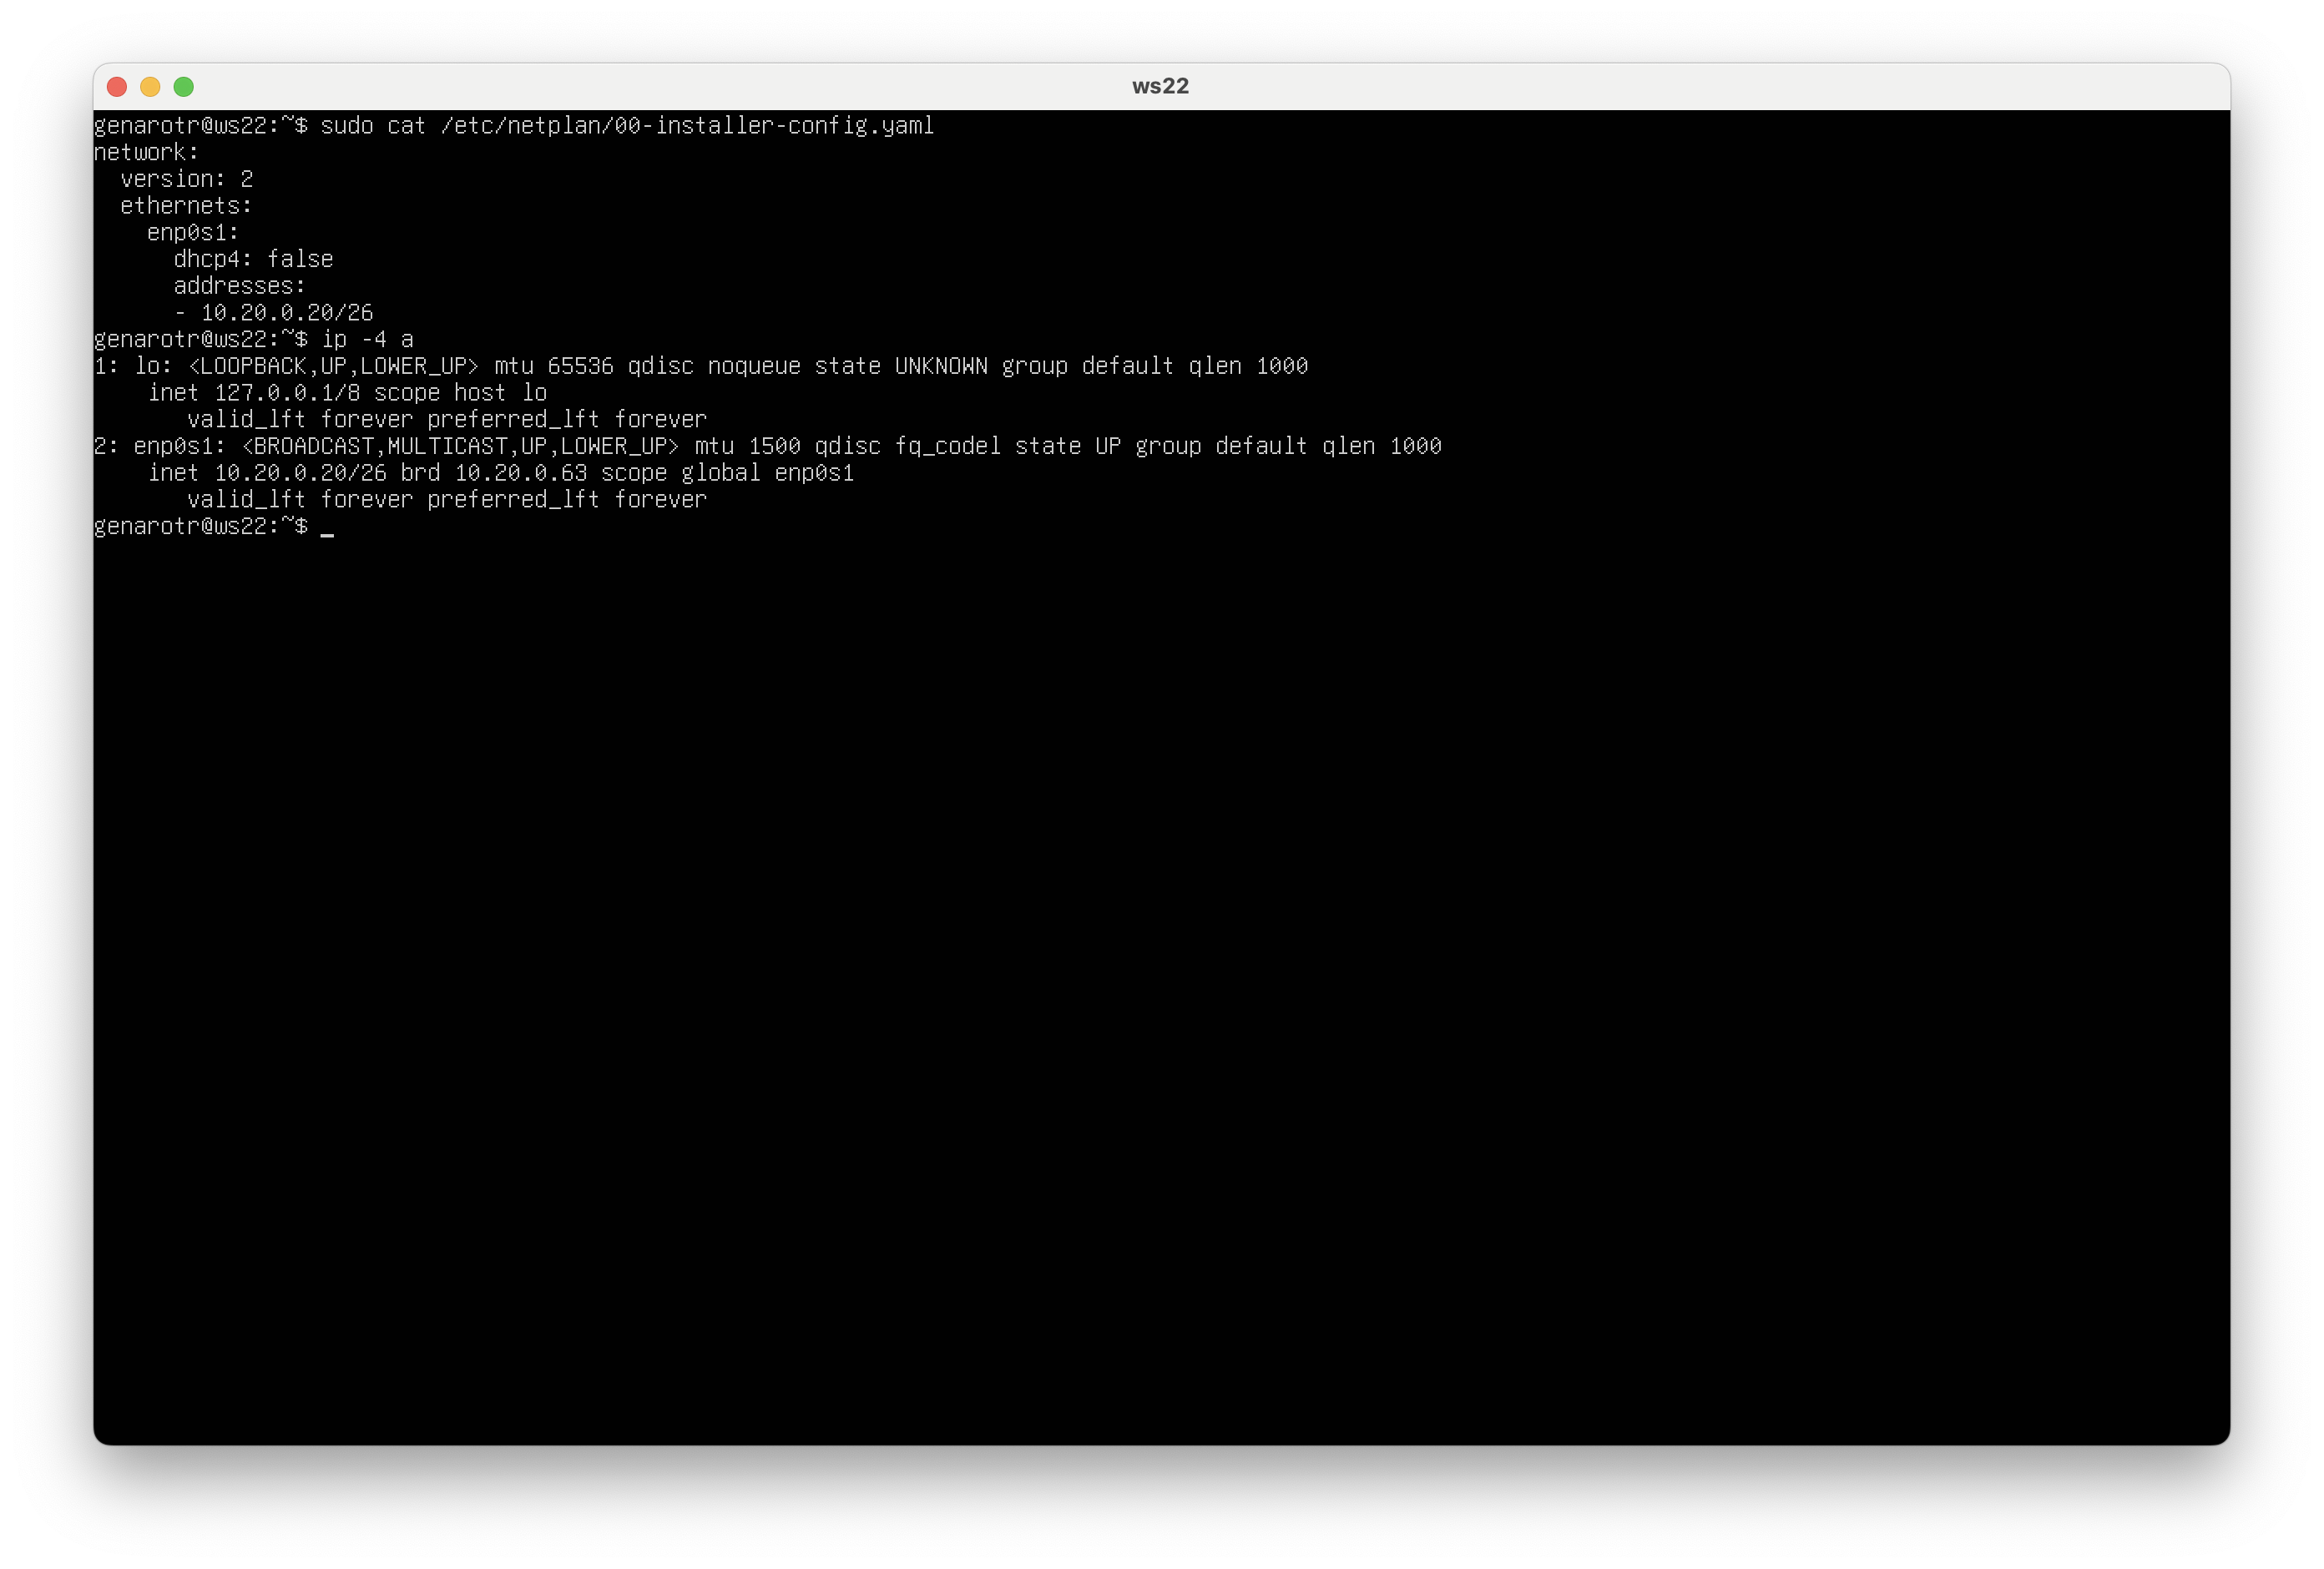 ws22
genarotr@ws22:~$ sudo cat /etc/netplan/00-installer-config.yaml
network:
  version: 2
  ethernets:
    enp0s1:
      dhcp4: false
      addresses:
      - 10.20.0.20/26
genarotr@ws22:~$ ip -4 a
1: lo: <LOOPBACK,UP,LOWER_UP> mtu 65536 qdisc noqueue state UNKNOWN group default qlen 1000
    inet 127.0.0.1/8 scope host lo
       valid_lft forever preferred_lft forever
2: enp0s1: <BROADCAST,MULTICAST,UP,LOWER_UP> mtu 1500 qdisc fq_codel state UP group default qlen 1000
    inet 10.20.0.20/26 brd 10.20.0.63 scope global enp0s1
       valid_lft forever preferred_lft forever
genarotr@ws22:~$ _